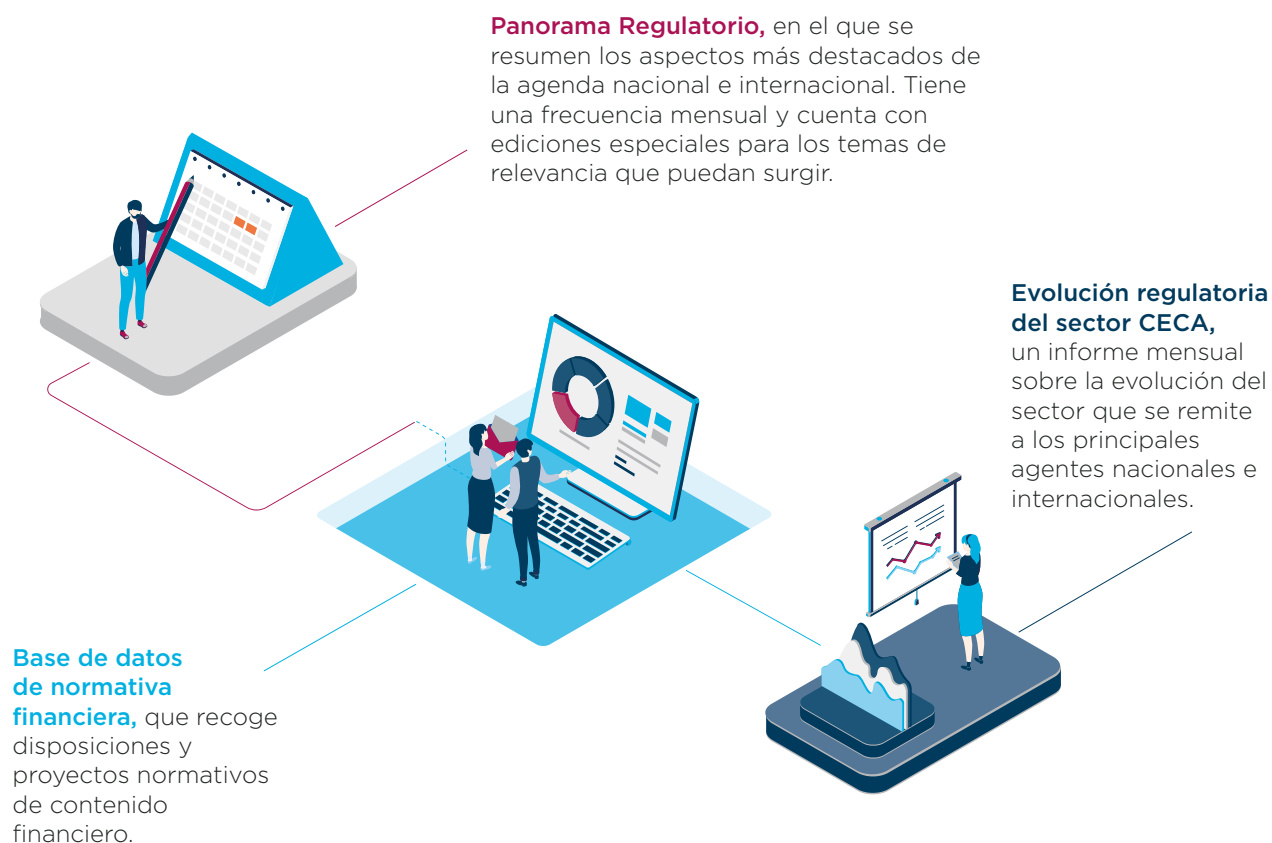 Panorama Regulatorio, en el que se
resumen los aspectos más destacados de
la agenda nacional e internacional. Tiene
una frecuencia mensual y cuenta con
ediciones especiales para los temas de
relevancia que puedan surgir.
Evolución regulatoria
del sector CECA,
un informe mensual
sobre la evolución del
sector que se remite
a los principales
agentes nacionales e
internacionales.
Base de datos
de normativa
financiera, que recoge
disposiciones y
proyectos normativos
de contenido
financiero.